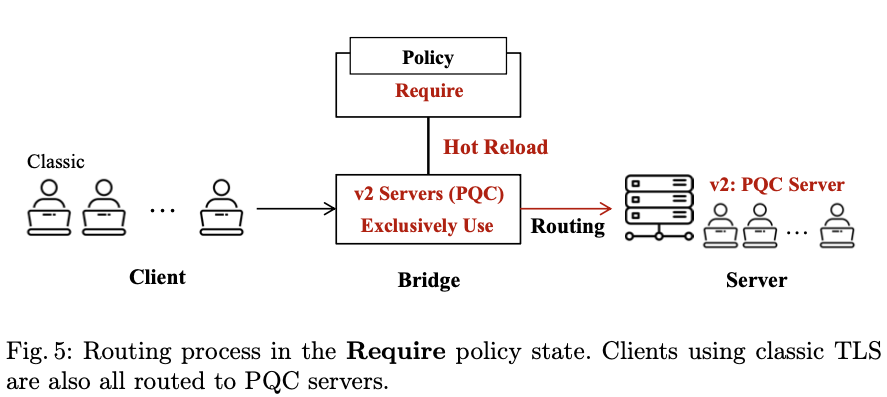 Policy
Require
Hot Reload
Classic
v2 Servers (PQC)
Exclusively Use
v2: PQC Server
...
Routing
...
Client
Bridge
Server
Fig. 5: Routing process in the Require policy state. Clients using classic TLS
are also all routed to PQC servers.